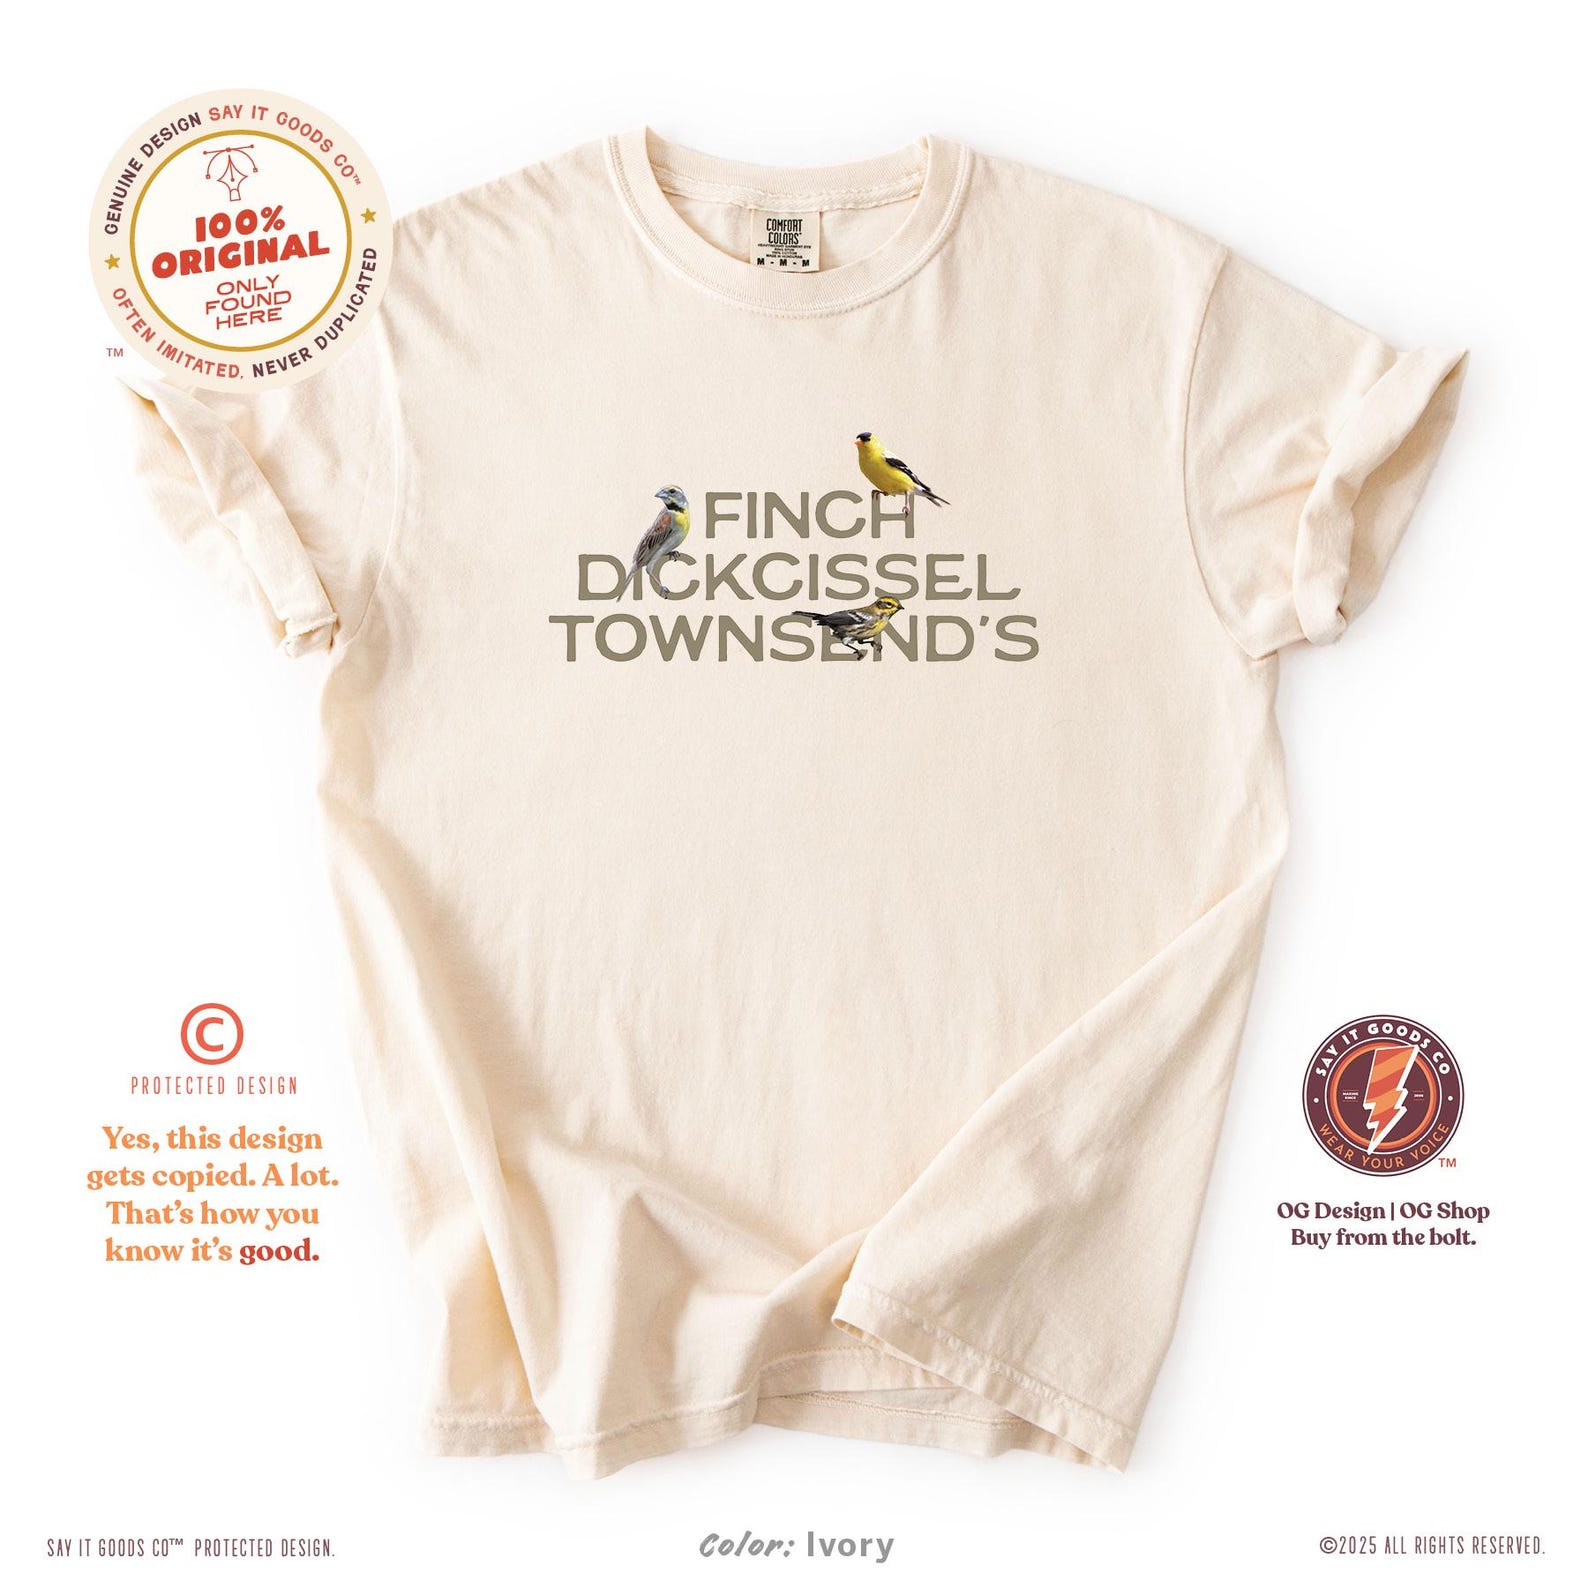 GENUINE DESIGN SAY IT GOODS CO™
100%
ORIGINAL
ONLY
FOUND
HERE
OFTEN IMITATED, NEVER DUPLICATED
TM
COMFORT
COLORS
MADE IN HONDURAS
M - M - M
FINCH
DICKCISSEL
TOWNSEND'S
©
PROTECTED DESIGN
Yes, this design
gets copied. A lot.
That's how you
know it's good.
SAY IT GOODS CO
WEAR YOUR VOICE
TM
OG Design | OG Shop
Buy from the bolt.
SAY IT GOODS CO™ PROTECTED DESIGN.
Color: Ivory
©2025 ALL RIGHTS RESERVED.